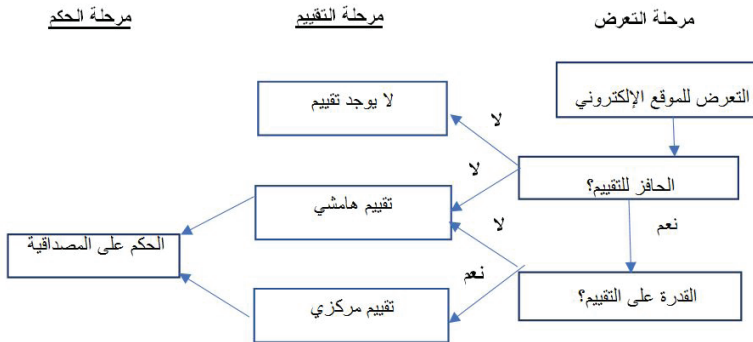 مرحلة التعرض
مرحلة التقييم
مرحلة الحكم
التعرض للموقع الإلكتروني
لا يوجد تقييم
لا
لا
الحافز للتقييم؟
تقييم هامشي
لا
نعم
الحكم على المصداقية
نعم
القدرة على التقييم؟
تقييم مركزي